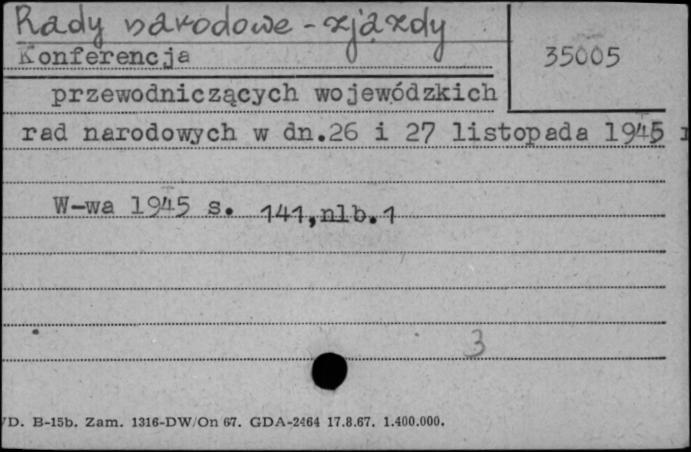 Rady narodowe - zjazdy
35005
Konferencja
przewodniczących wojewódzkich
rad narodowych w dn.26 i 27 listopada 1945
W-wa 1945 s. 141,nlb.1
3
D. B-15b. Zam. 1316-DW/On 67. GDA-2464 17.8.67. 1.400.000.